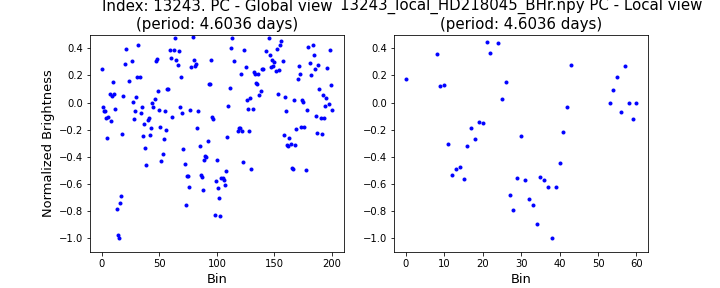 Index: 13243. PC - Global view
(period: 4.6036 days)
13243_local_HD218045_BHr.npy PC - Local view
(period: 4.6036 days)
Normalized Brightness
0.4
0.2
0.0
−0.2
−0.4
−0.6
−0.8
−1.0
0 50 100 150 200
Bin
0.4
0.2
0.0
−0.2
−0.4
−0.6
−0.8
−1.0
0 10 20 30 40 50 60
Bin